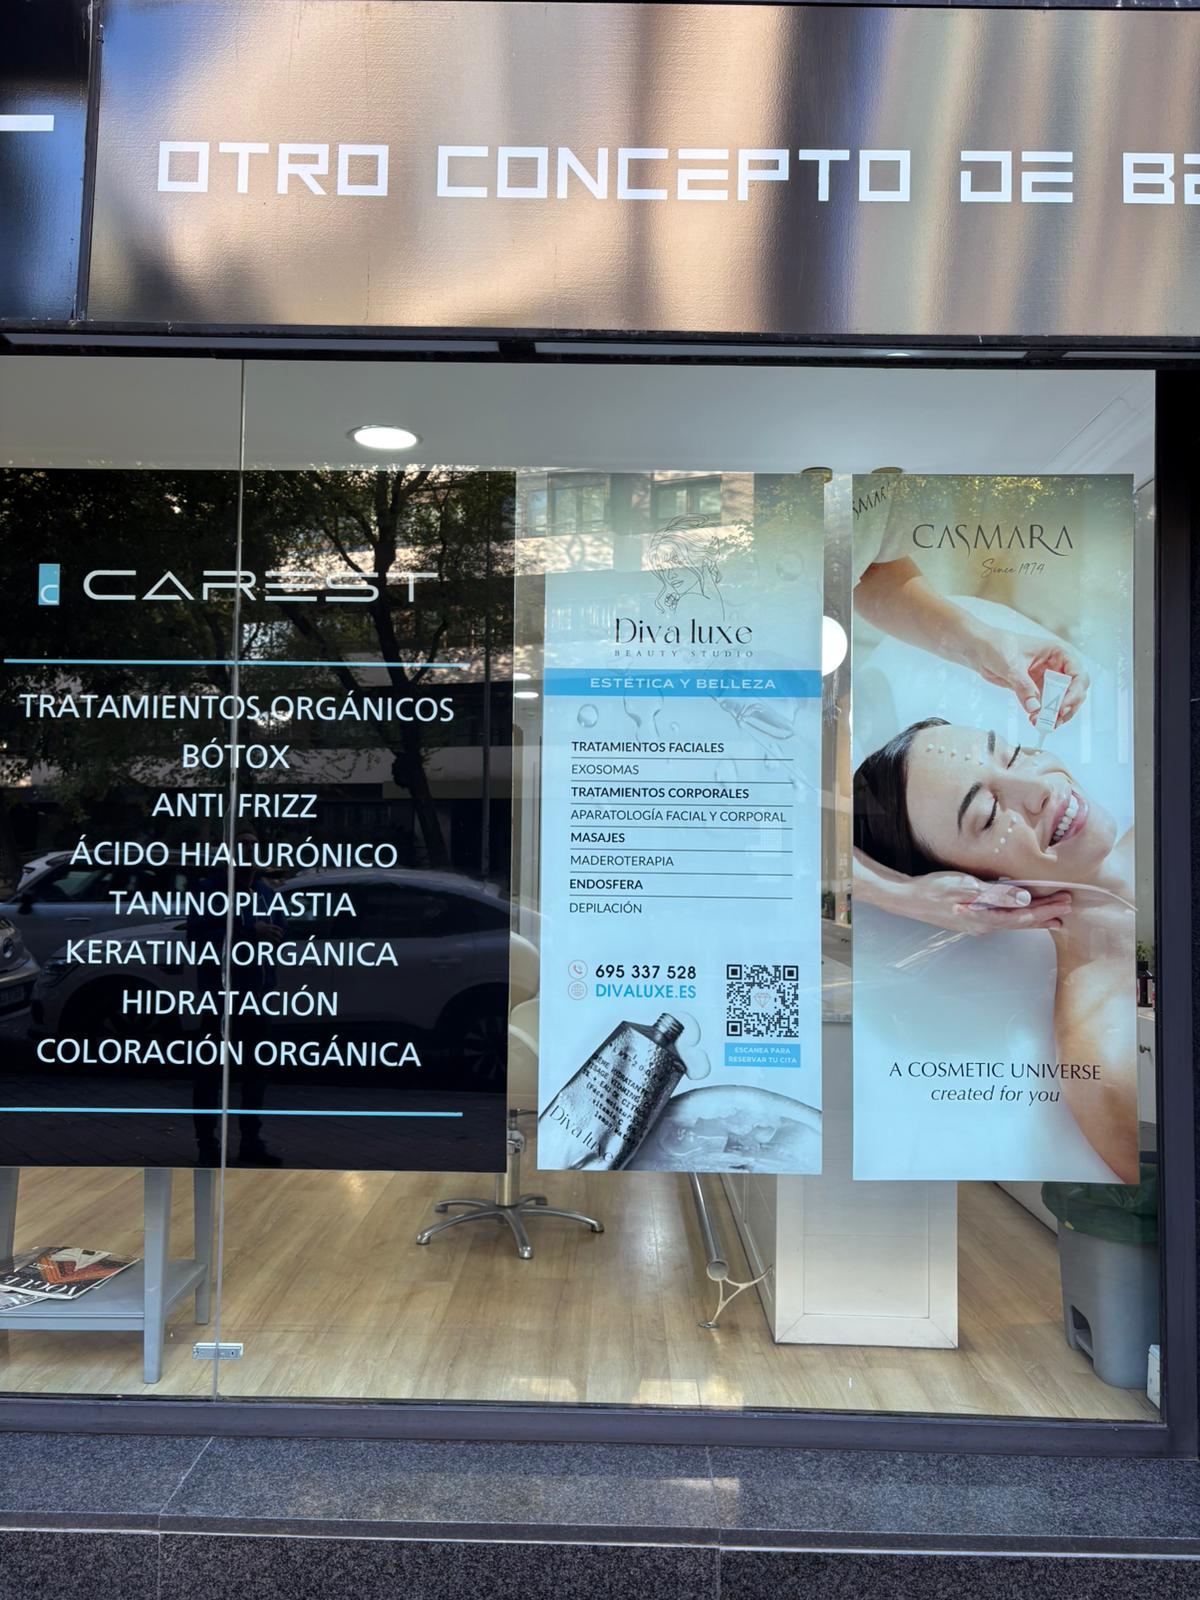 OTRO CONCEPTO DE
C CAREST
TRATAMIENTOS ORGÁNICOS
BÓTOX
ANTI FRIZZ
ÁCIDO HIALURÓNICO
TANINOPLASTIA
KERATINA ORGÁNICA
HIDRATACIÓN
COLORACIÓN ORGÁNICA
Diva luxe
BEAUTY STUDIO
ESTÉTICA Y BELLEZA
TRATAMIENTOS FACIALES
EXOSOMAS
TRATAMIENTOS CORPORALES
APARATOLOGÍA FACIAL Y CORPORAL
MASAJES
MADEROTERAPIA
ENDOSFERA
DEPILACIÓN
695 337 528
DIVALUXE.ES
ESCANEA PARA
RESERVAR TU CITA
Diva luxe
CASMARA
Since 1974
A COSMETIC UNIVERSE
created for you
VOGUE